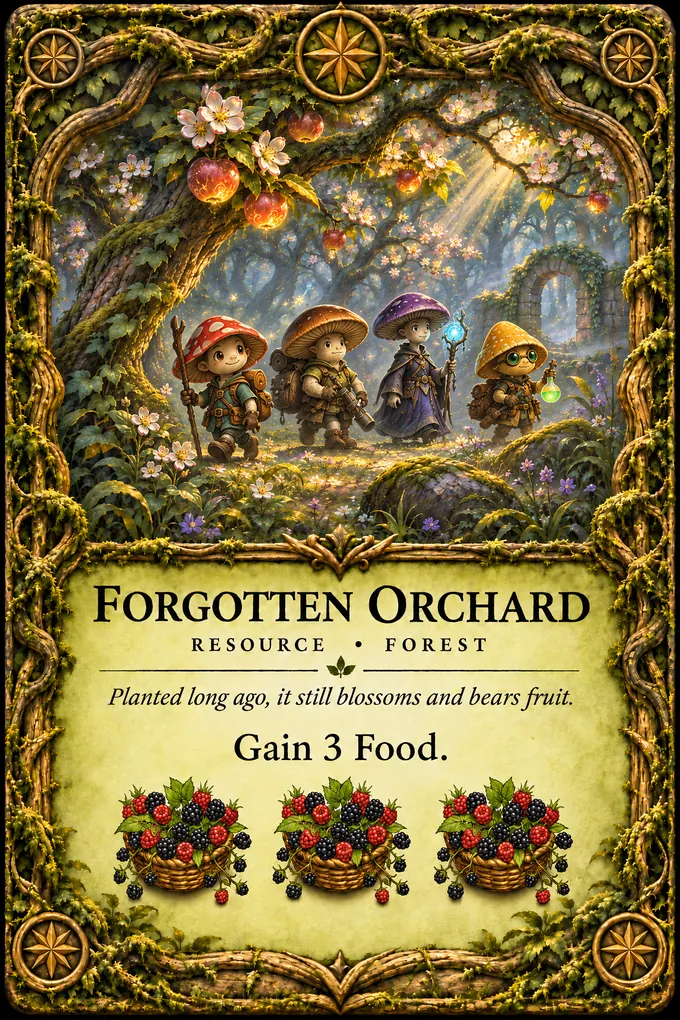 Forgotten Orchard
RESOURCE • FOREST
Planted long ago, it still blossoms and bears fruit.
Gain 3 Food.